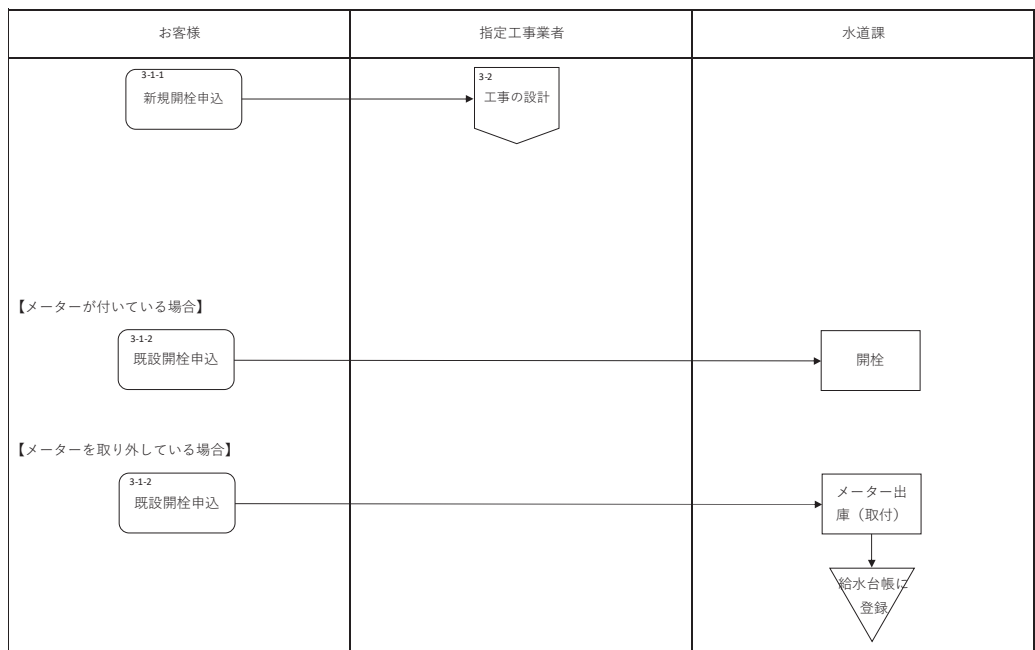 お客様
指定工事業者
水道課
3-1-1
新規開栓申込
3-2
工事の設計
【メーターが付いている場合】
3-1-2
既設開栓申込
開栓
【メーターを取り外している場合】
3-1-2
既設開栓申込
メーター出
庫（取付）
給水台帳に
登録